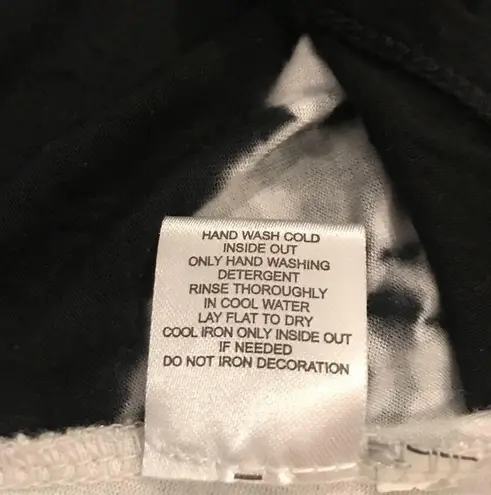 HAND WASH COLD
INSIDE OUT
ONLY HAND WASHING
DETERGENT
RINSE THOROUGHLY
IN COOL WATER
LAY FLAT TO DRY
COOL IRON ONLY INSIDE OUT
IF NEEDED
DO NOT IRON DECORATION